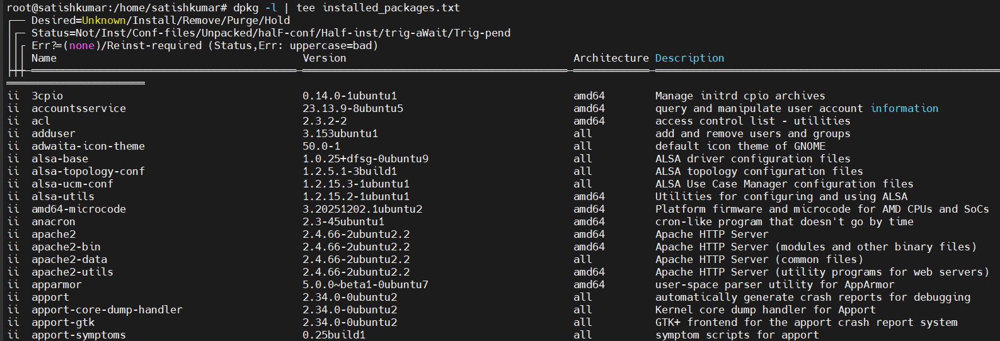 root@satishkumar:/home/satishkumar# dpkg -l | tee installed_packages.txt
Desired=Unknown/Install/Remove/Purge/Hold
Status=Not/Inst/Conf-files/Unpacked/halF-conf/Half-inst/trig-aWait/Trig-pend
Err?=(none)/Reinst-required (Status,Err: uppercase=bad)
Name Version Architecture Description
ii 3cpio 0.14.0-1ubuntu1 amd64 Manage initrd cpio archives
ii accountsservice 23.13.9-8ubuntu5 amd64 query and manipulate user account information
ii acl 2.3.2-2 amd64 access control list - utilities
ii adduser 3.153ubuntu1 all add and remove users and groups
ii adwaita-icon-theme 50.0-1 all default icon theme of GNOME
ii alsa-base 1.0.25+dfsg-0ubuntu9 all ALSA driver configuration files
ii alsa-topology-conf 1.2.5.1-3build1 all ALSA topology configuration files
ii alsa-ucm-conf 1.2.15.3-1ubuntu1 all ALSA Use Case Manager configuration files
ii alsa-utils 1.2.15.2-1ubuntu1 amd64 Utilities for configuring and using ALSA
ii amd64-microcode 3.20251202.1ubuntu2 amd64 Platform firmware and microcode for AMD CPUs and SoCs
ii anacron 2.3-45ubuntu1 amd64 cron-like program that doesn't go by time
ii apache2 2.4.66-2ubuntu2.2 amd64 Apache HTTP Server
ii apache2-bin 2.4.66-2ubuntu2.2 amd64 Apache HTTP Server (modules and other binary files)
ii apache2-data 2.4.66-2ubuntu2.2 all Apache HTTP Server (common files)
ii apache2-utils 2.4.66-2ubuntu2.2 amd64 Apache HTTP Server (utility programs for web servers)
ii apparmor 5.0.0~beta1-0ubuntu7 amd64 user-space parser utility for AppArmor
ii apport 2.34.0-0ubuntu2 all automatically generate crash reports for debugging
ii apport-core-dump-handler 2.34.0-0ubuntu2 all Kernel core dump handler for Apport
ii apport-gtk 2.34.0-0ubuntu2 all GTK+ frontend for the apport crash report system
ii apport-symptoms 0.25build1 all symptom scripts for apport